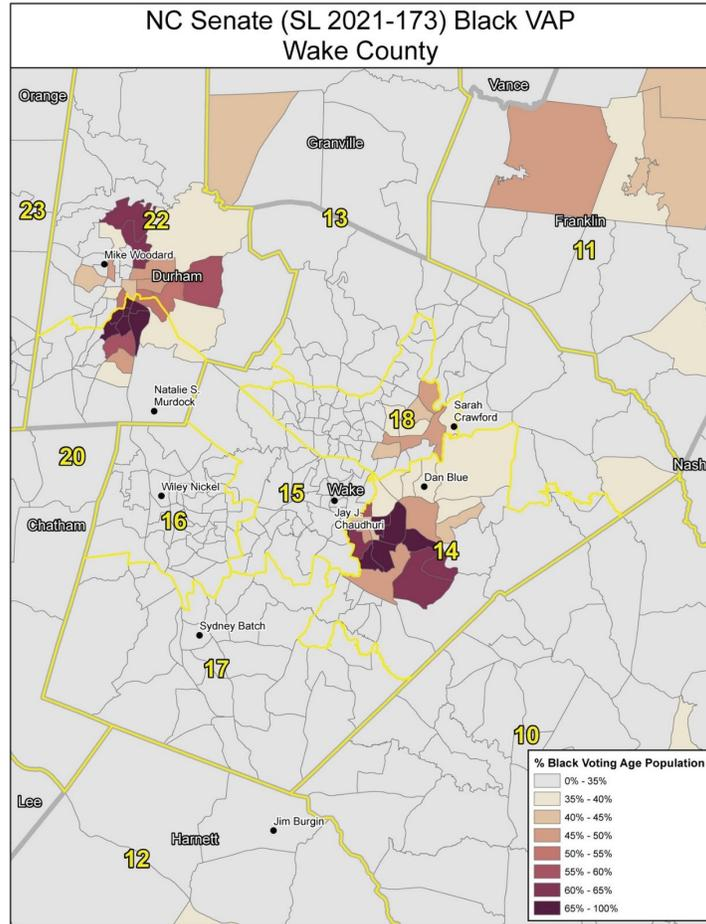 NC Senate (SL 2021-173) Black VAP
Wake County
Orange
Vance
Granville
23
22
13
Franklin
11
Mike Woodard
Durham
Natalie S.
Murdock
18
Sarah
Crawford
20
Nash
Wiley Nickel
15
Wake
Dan Blue
16
Jay J.
Chaudhuri
Chatham
14
Sydney Batch
17
10
% Black Voting Age Population
0% - 35%
35% - 40%
40% - 45%
45% - 50%
50% - 55%
55% - 60%
60% - 65%
65% - 100%
Lee
Jim Burgin
Harnett
12